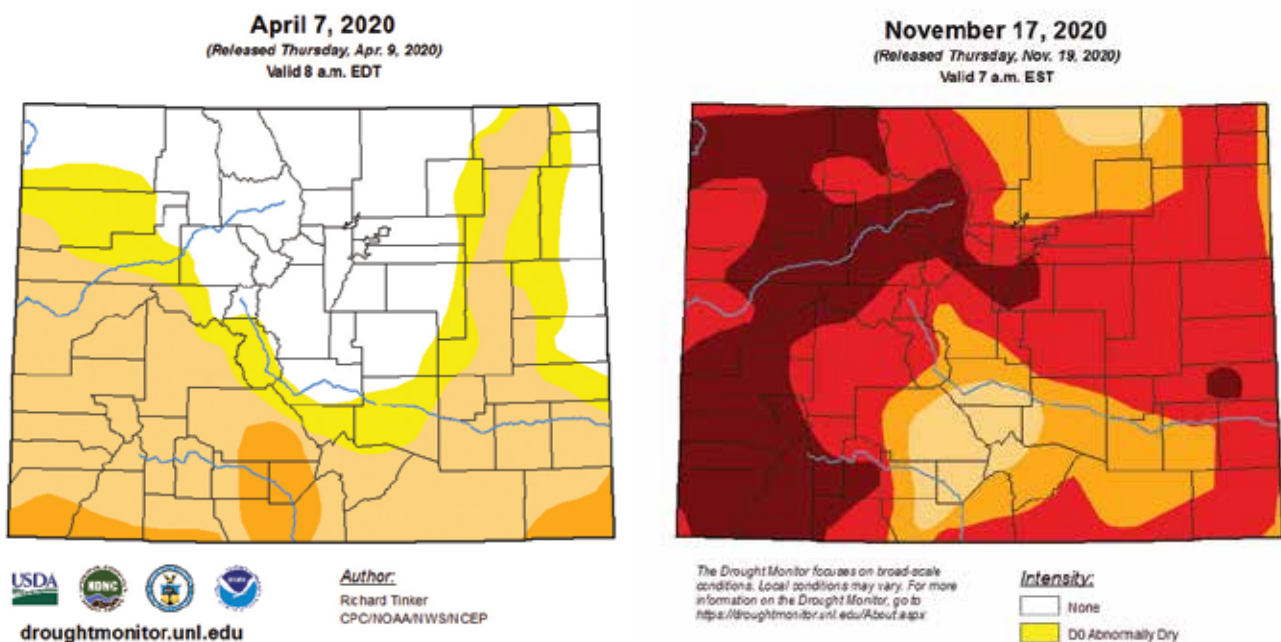 April 7, 2020
(Released Thursday, Apr. 9, 2020)
Valid 8 a.m. EDT
USDA
NDMC
Author:
Richard Tinker
CPC/NOAA/NWS/NCEP
droughtmonitor.unl.edu
November 17, 2020
(Released Thursday, Nov. 19, 2020)
Valid 7 a.m. EST
The Drought Monitor focuses on broad-scale
conditions. Local conditions may vary. For more
information on the Drought Monitor, go to
https://droughtmonitor.unl.edu/About.aspx
Intensity:
None
D0 Abnormally Dry